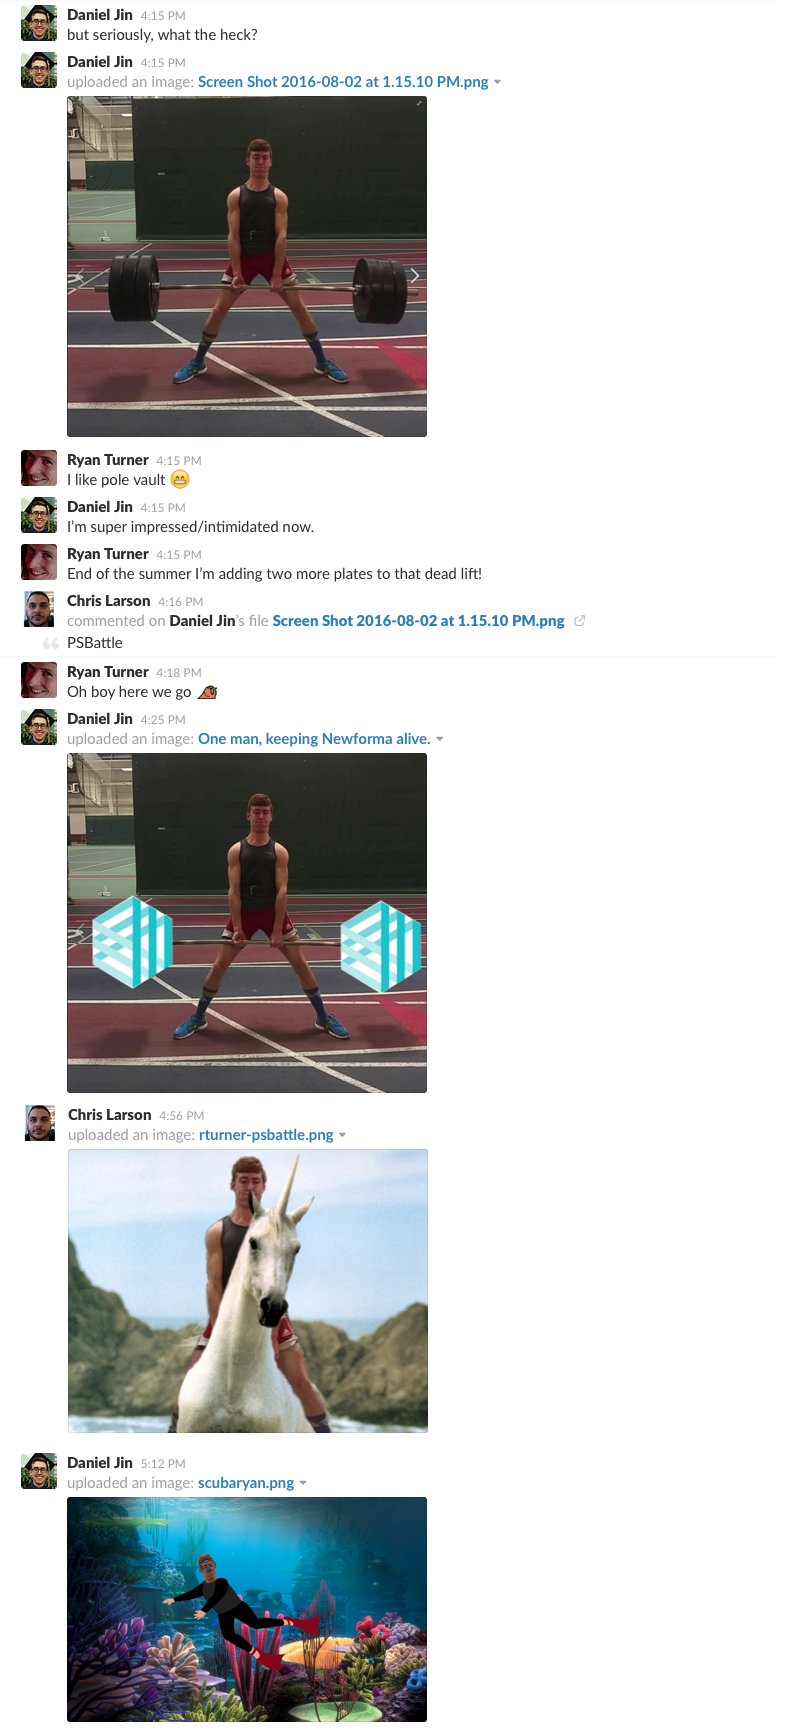 Daniel Jin 4:15 PM
but seriously, what the heck?
Daniel Jin 4:15 PM
uploaded an image: Screen Shot 2016-08-02 at 1.15.10 PM.png
Ryan Turner 4:15 PM
I like pole vault 😁
Daniel Jin 4:15 PM
I'm super impressed/intimidated now.
Ryan Turner 4:15 PM
End of the summer I'm adding two more plates to that dead lift!
Chris Larson 4:16 PM
commented on Daniel Jin's file Screen Shot 2016-08-02 at 1.15.10 PM.png
PSBattle
Ryan Turner 4:18 PM
Oh boy here we go
Daniel Jin 4:25 PM
uploaded an image: One man, keeping Newforma alive.
Chris Larson 4:56 PM
uploaded an image: rturner-psbattle.png
Daniel Jin 5:12 PM
uploaded an image: scubaryan.png